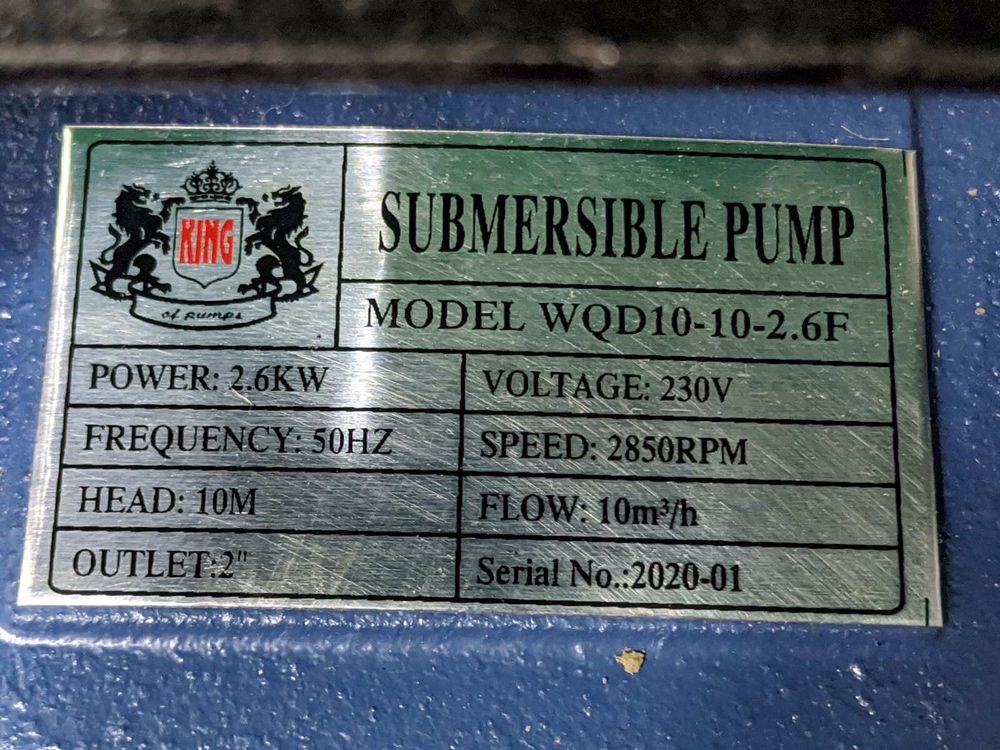 KING
of pumps
SUBMERSIBLE PUMP
MODEL WQD10-10-2.6F
POWER: 2.6KW
VOLTAGE: 230V
FREQUENCY: 50HZ
SPEED: 2850RPM
HEAD: 10M
FLOW: 10m³/h
OUTLET:2"
Serial No.:2020-01